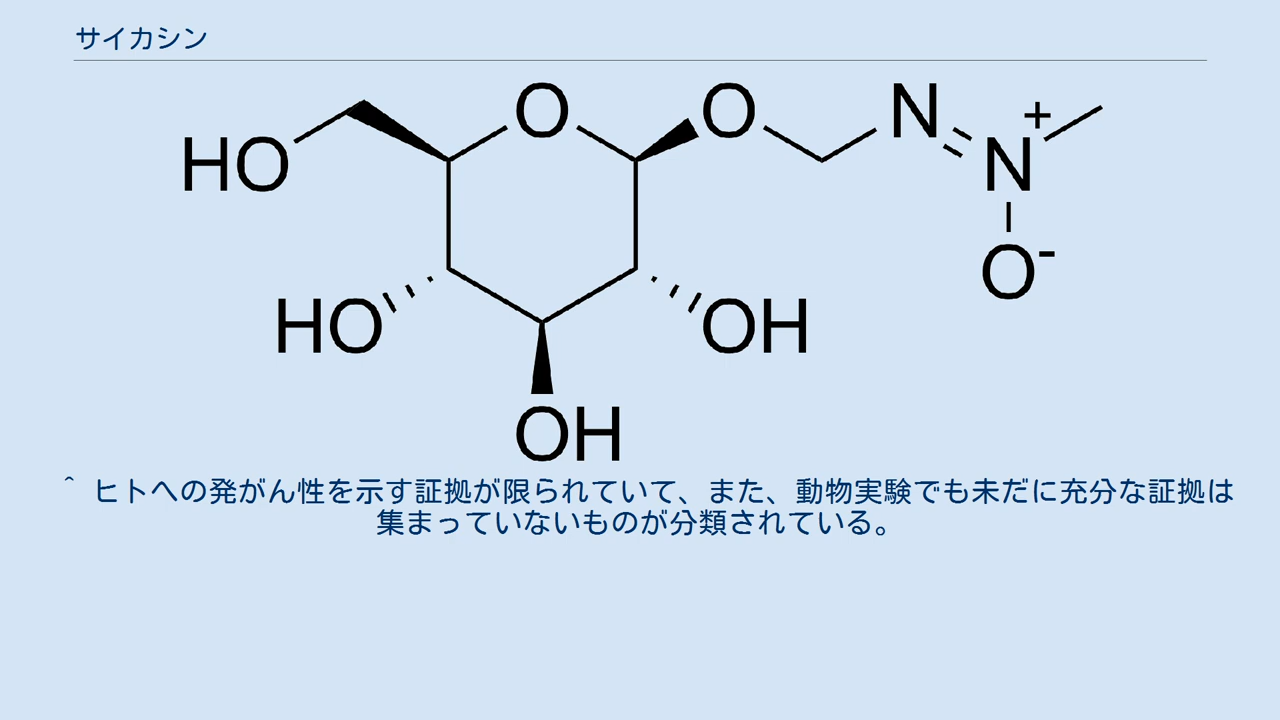 サイカシン
O
O
N
+
HO
N
O-
HO
OH
OH
^ ヒトへの発がん性を示す証拠が限られていて、また、動物実験でも未だに充分な証拠は
集まっていないものが分類されている。